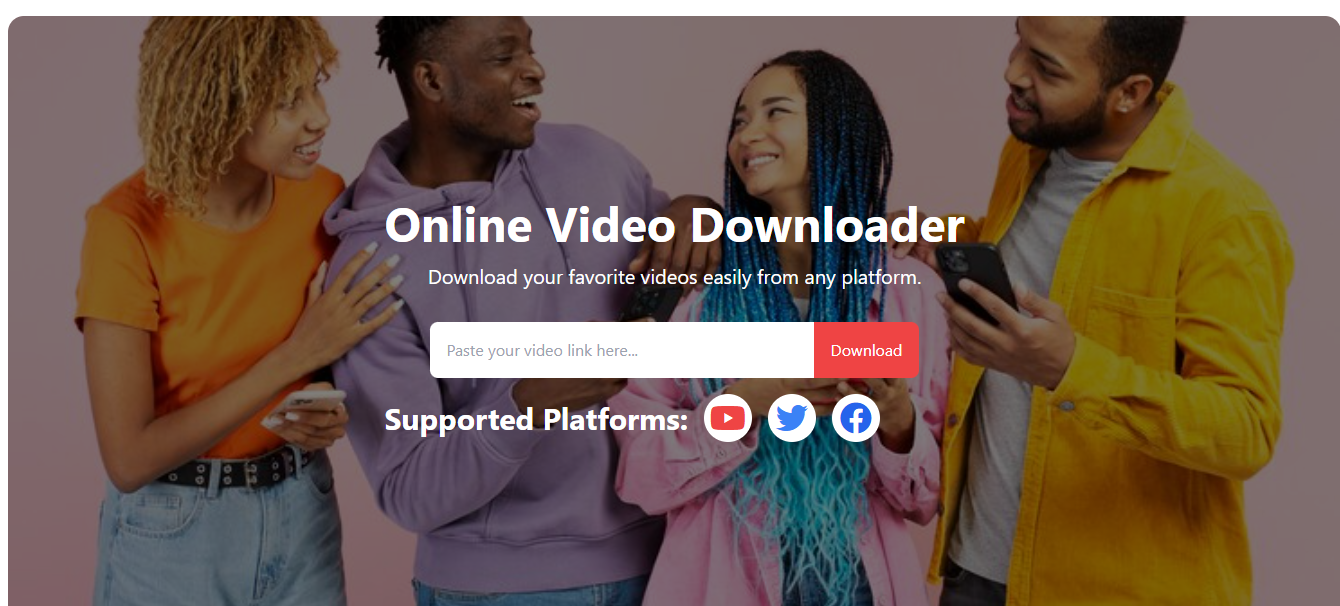 Online Video Downloader
Download your favorite videos easily from any platform.
Paste your video link here...
Download
Supported Platforms: